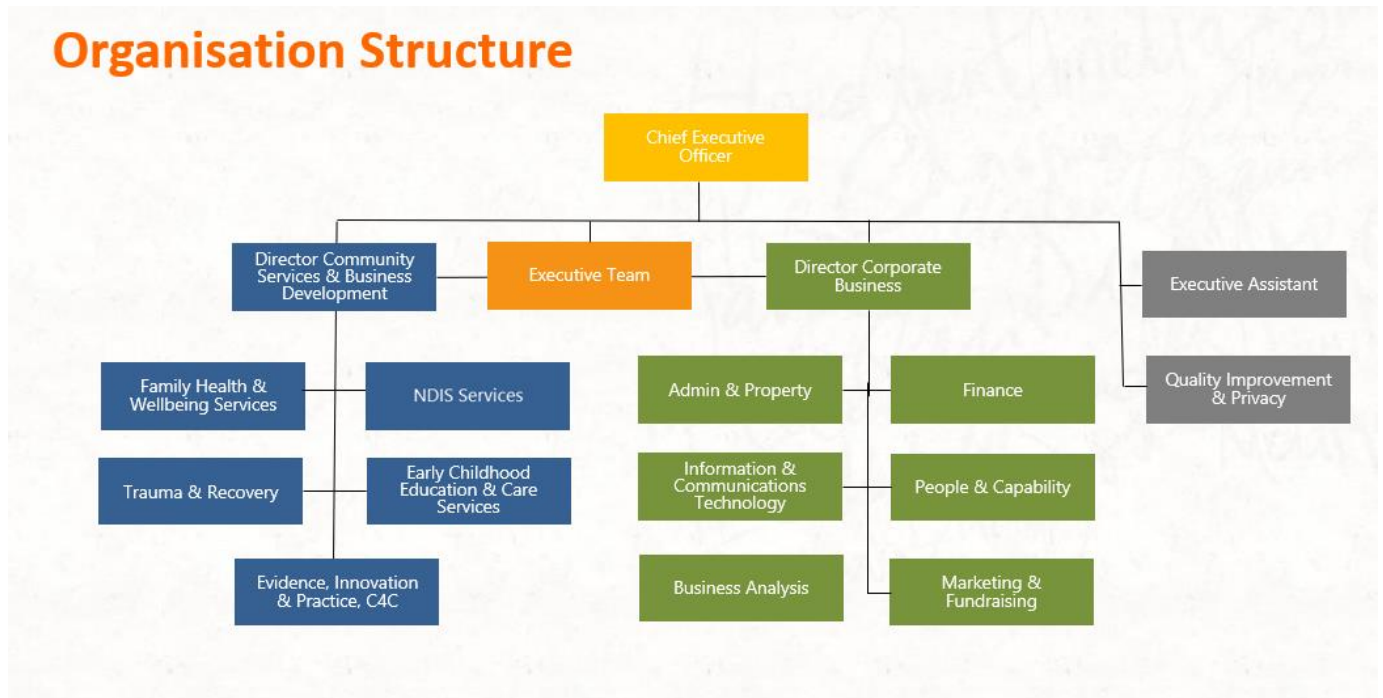 Organisation Structure
Chief Executive
Officer
Director Community
Services & Business
Development
Executive Team
Director Corporate
Business
Executive Assistant
Family Health &
Wellbeing Services
NDIS Services
Admin & Property
Finance
Quality Improvement
& Privacy
Trauma & Recovery
Early Childhood
Education & Care
Services
Information &
Communications
Technology
People & Capability
Evidence, Innovation
& Practice, C4C
Business Analysis
Marketing &
Fundraising